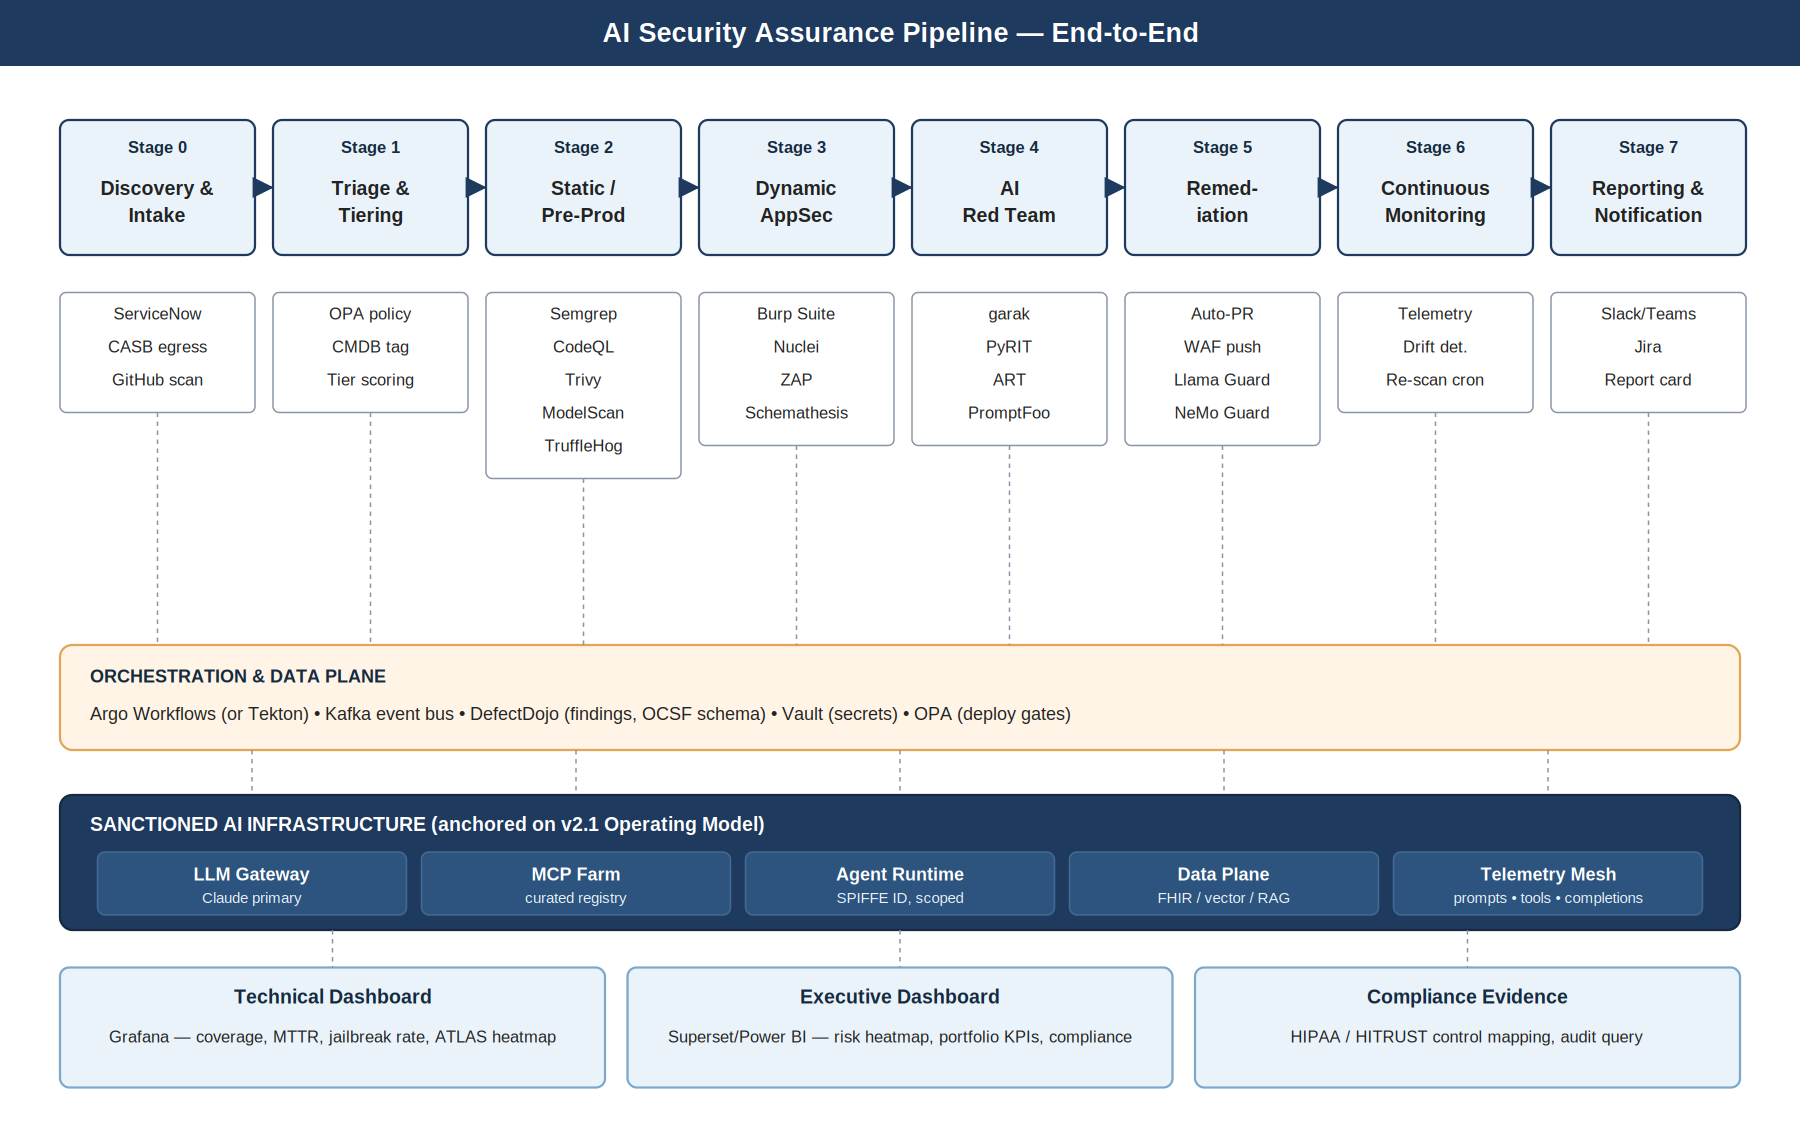 AI Security Assurance Pipeline — End-to-End
Stage 0
Discovery &
Intake
Stage 1
Triage &
Tiering
Stage 2
Static /
Pre-Prod
Stage 3
Dynamic
AppSec
Stage 4
AI
Red Team
Stage 5
Remed-
iation
Stage 6
Continuous
Monitoring
Stage 7
Reporting &
Notification
ServiceNow
CASB egress
GitHub scan
OPA policy
CMDB tag
Tier scoring
Semgrep
CodeQL
Trivy
ModelScan
TruffleHog
Burp Suite
Nuclei
ZAP
Schemathesis
garak
PyRIT
ART
PromptFoo
Auto-PR
WAF push
Llama Guard
NeMo Guard
Telemetry
Drift det.
Re-scan cron
Slack/Teams
Jira
Report card
ORCHESTRATION & DATA PLANE
Argo Workflows (or Tekton) • Kafka event bus • DefectDojo (findings, OCSF schema) • Vault (secrets) • OPA (deploy gates)
SANCTIONED AI INFRASTRUCTURE (anchored on v2.1 Operating Model)
LLM Gateway
Claude primary
MCP Farm
curated registry
Agent Runtime
SPIFFE ID, scoped
Data Plane
FHIR / vector / RAG
Telemetry Mesh
prompts • tools • completions
Technical Dashboard
Grafana — coverage, MTTR, jailbreak rate, ATLAS heatmap
Executive Dashboard
Superset/Power BI — risk heatmap, portfolio KPIs, compliance
Compliance Evidence
HIPAA / HITRUST control mapping, audit query